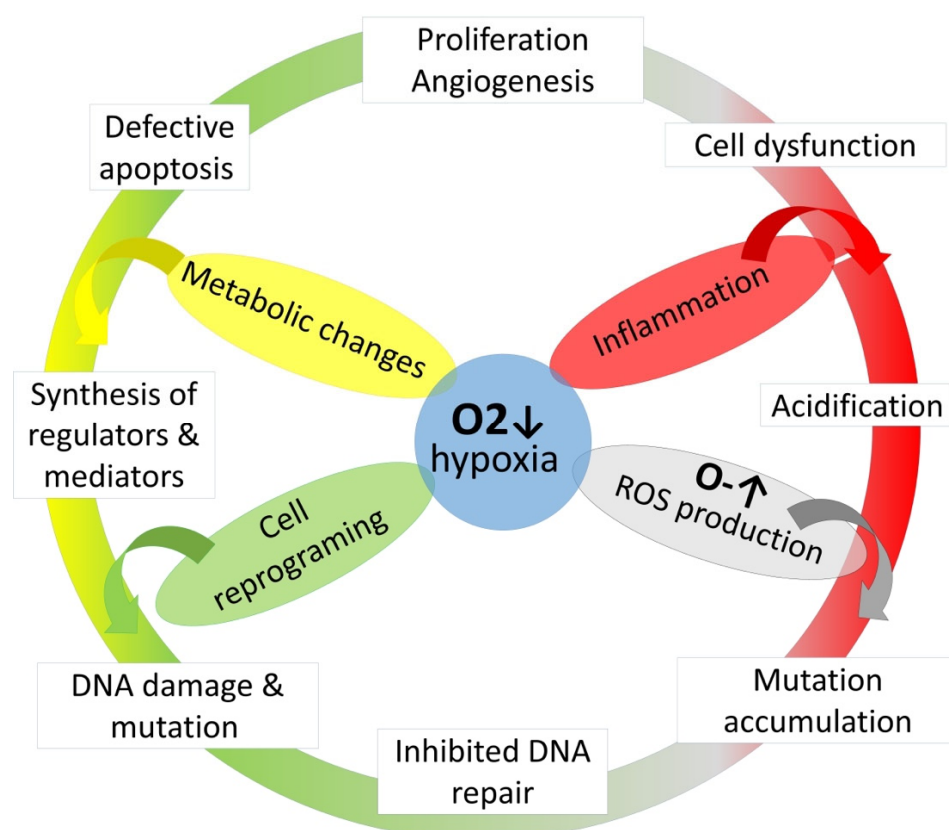 Proliferation
Angiogenesis
Defective
apoptosis
Cell dysfunction
Metabolic changes
Inflammation
Synthesis of
regulators &
mediators
O2↓
hypoxia
Acidification
Cell
reprograming
O-↑
ROS production
DNA damage &
mutation
Mutation
accumulation
Inhibited DNA
repair